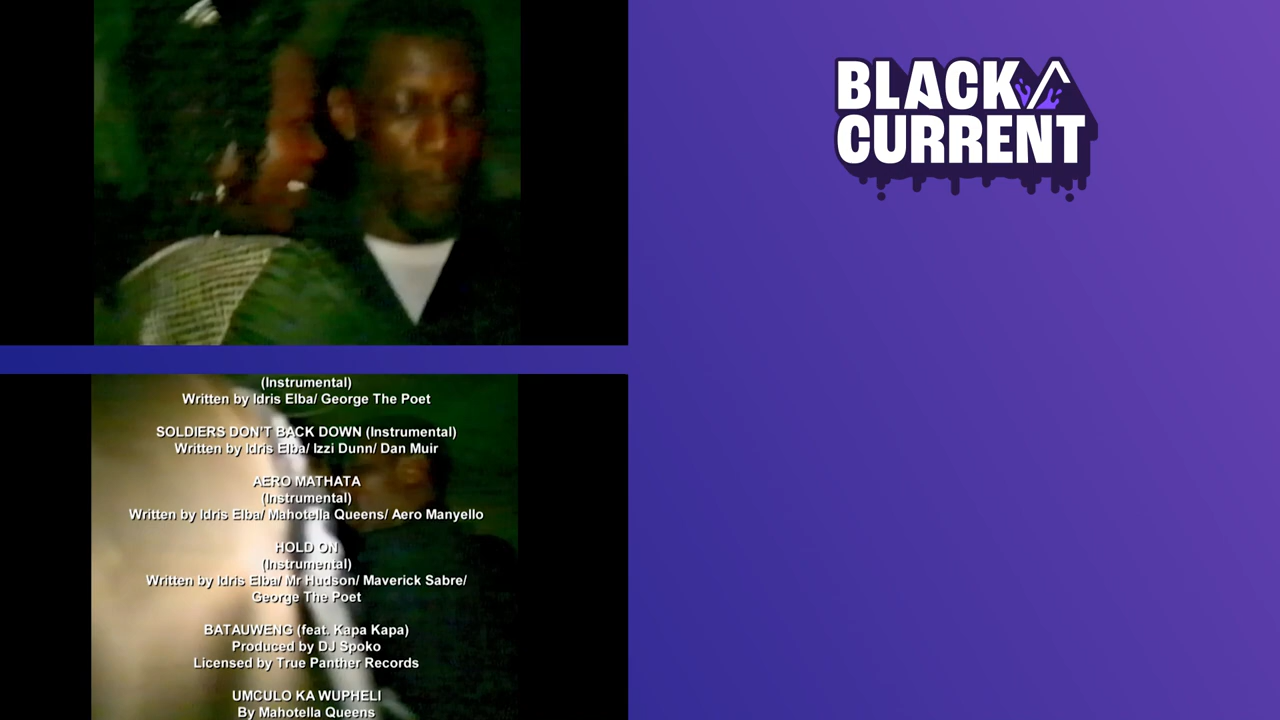 BLACK
CURRENT
(Instrumental)
Written by Idris Elba/ George The Poet
SOLDIERS DON'T BACK DOWN (Instrumental)
Written by Idris Elba/ Izzi Dunn/ Dan Muir
AERO MATHATA
(Instrumental)
Written by Idris Elba/ Mahotella Queens/ Aero Manyello
HOLD ON
(Instrumental)
Written by Idris Elba/ Mr Hudson/ Maverick Sabre/
George The Poet
BATAUWENG (feat. Kapa Kapa)
Produced by DJ Spoko
Licensed by True Panther Records
UMCULO KA WUPHELI
By Mahotella Queens